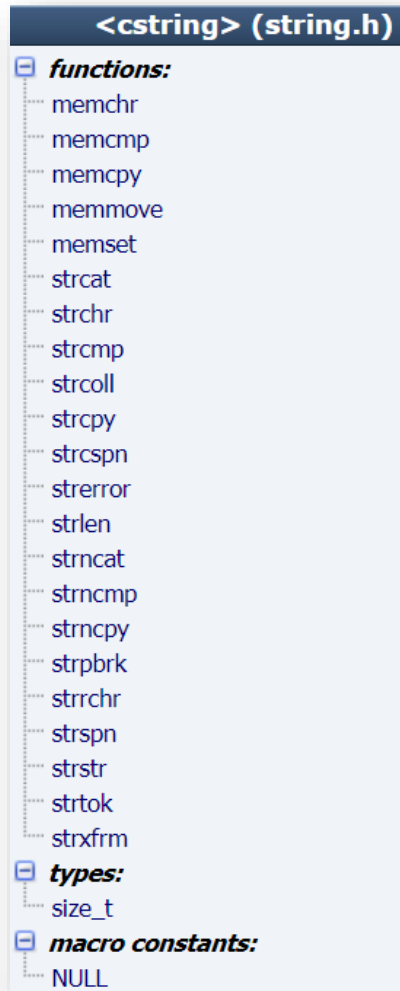 <cstring> (string.h)
functions:
memchr
memcmp
memcpy
memmove
memset
strcat
strchr
strcmp
strcoll
strcpy
strcspn
strerror
strlen
strncat
strncmp
strncpy
strpbrk
strrchr
strspn
strstr
strtok
strxfrm
types:
size_t
macro constants:
NULL